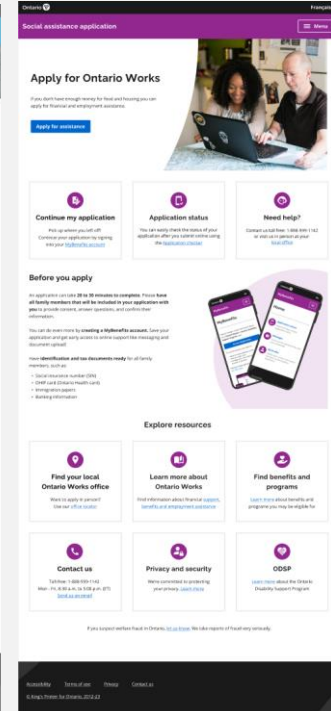 Ontario
Français
Social assistance application
Menu
Apply for Ontario Works
If you don't have enough money for food and housing you can
apply for financial and employment assistance.
Apply for assistance
Continue my application
Pick up where you left off!
Continue your application by signing
into your MyBenefits account
Application status
You can easily check the status of your
application after you submit online using
the Application checker
Need help?
Contact us toll free: 1-888-999-1142
or visit us in person at your
local office
Before you apply
An application can take 20 to 30 minutes to complete. Please have
all family members that will be included in your application with
you to provide consent, answer questions, and confirm their
information.
You can do even more by creating a MyBenefits account. Save your
application and get early access to online support like messaging and
document upload!
Have identification and tax documents ready for all family
members, such as:
• Social insurance number (SIN)
• OHIP card (Ontario Health card)
• Immigration papers
• Banking information
MyBenefits
Explore resources
Find your local
Ontario Works office
Want to apply in person?
Use our office locator
Learn more about
Ontario Works
Find information about financial support,
benefits and employment assistance
Find benefits and
programs
Learn more about benefits and
programs you may be eligible for
Contact us
Toll free: 1-888-999-1142
Mon - Fri, 8:30 a.m. to 5:00 p.m. (ET)
Send us an email
Privacy and security
We're committed to protecting
your privacy. Learn more
ODSP
Learn more about the Ontario
Disability Support Program
If you suspect welfare fraud in Ontario, let us know. We take reports of fraud very seriously.
Accessibility
Terms of use
Privacy
Contact us
© King's Printer for Ontario, 2012-23